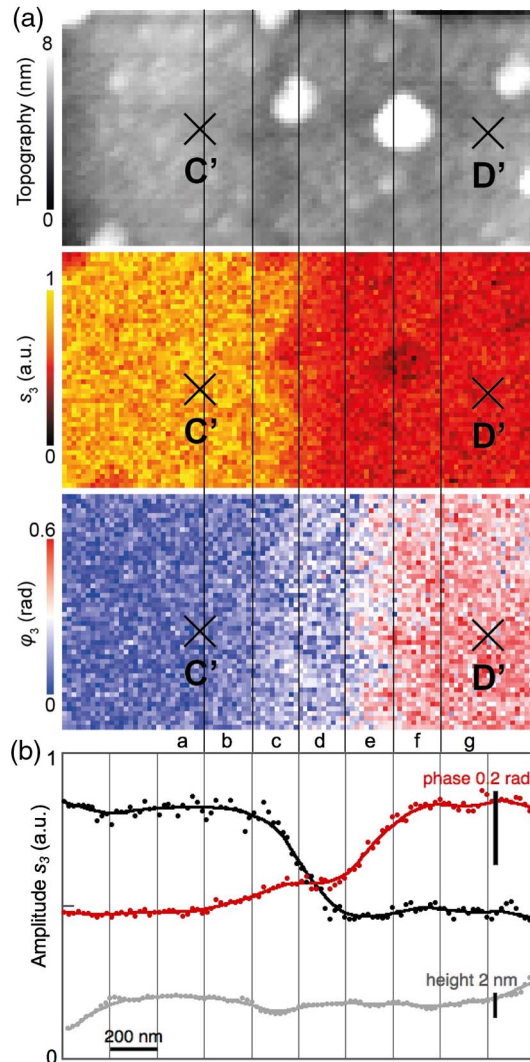 (a)
8
Topography (nm)
0
C’
D’
1
s3 (a.u.)
0
C’
D’
0.6
φ3 (rad)
0
C’
D’
a b c d e f g
(b)
1
phase 0.2 rad
Amplitude s3 (a.u.)
height 2 nm
200 nm
0